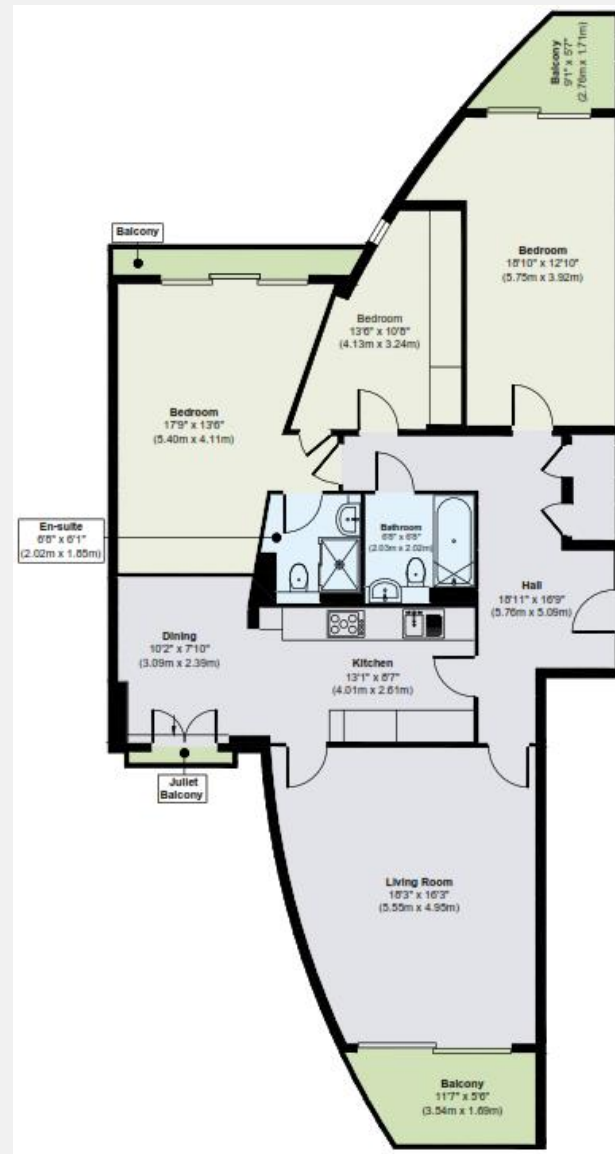 Balcony
9'1" x 5'7"
(2.76m x 1.71m)
Balcony
Bedroom
18'10" x 12'10"
(5.75m x 3.92m)
Bedroom
13'6" x 10'8"
(4.13m x 3.24m)
Bedroom
17'9" x 13'6"
(5.40m x 4.11m)
En-suite
6'8" x 6'1"
(2.02m x 1.85m)
Bathroom
6'8" x 6'8"
(2.03m x 2.02m)
Hall
18'11" x 16'9"
(5.76m x 5.09m)
Dining
10'2" x 7'10"
(3.09m x 2.39m)
Kitchen
13'1" x 8'7"
(4.01m x 2.61m)
Juliet
Balcony
Living Room
18'3" x 16'3"
(5.55m x 4.95m)
Balcony
11'7" x 5'6"
(3.54m x 1.69m)